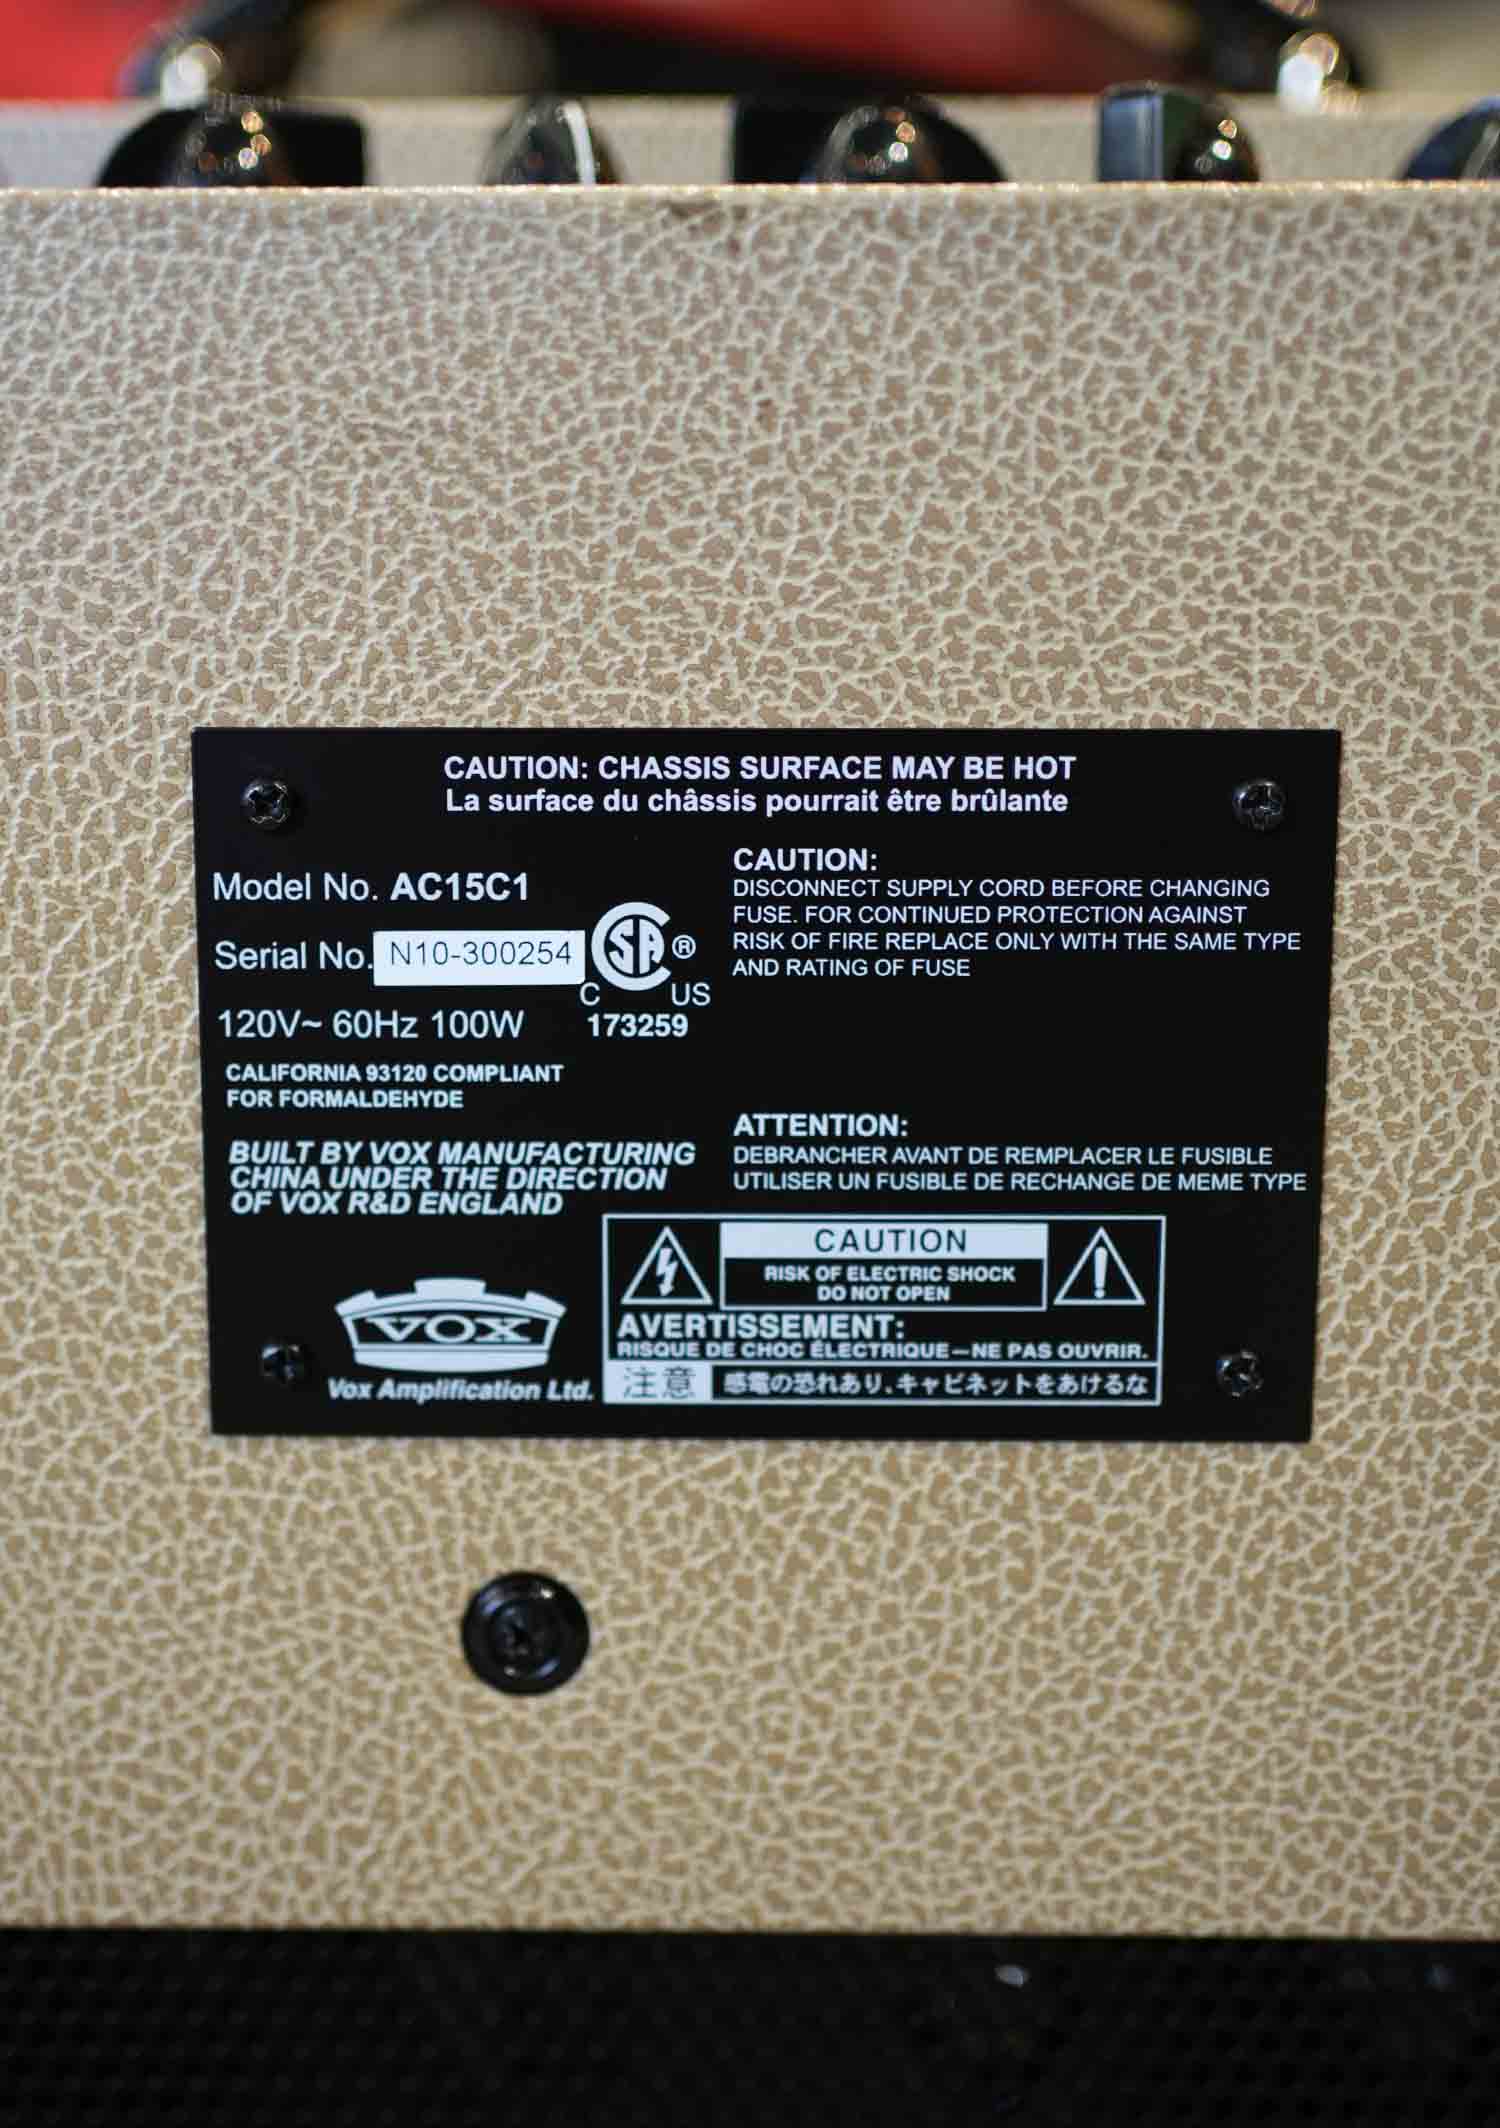 CAUTION: CHASSIS SURFACE MAY BE HOT
La surface du châssis pourrait être brûlante
Model No. AC15C1
Serial No. N10-300254
SA ®
C US
173259
120V~ 60Hz 100W
CALIFORNIA 93120 COMPLIANT
FOR FORMALDEHYDE
BUILT BY VOX MANUFACTURING
CHINA UNDER THE DIRECTION
OF VOX R&D ENGLAND
VOX
Vox Amplification Ltd.
CAUTION:
DISCONNECT SUPPLY CORD BEFORE CHANGING
FUSE. FOR CONTINUED PROTECTION AGAINST
RISK OF FIRE REPLACE ONLY WITH THE SAME TYPE
AND RATING OF FUSE
ATTENTION:
DEBRANCHER AVANT DE REMPLACER LE FUSIBLE
UTILISER UN FUSIBLE DE RECHANGE DE MEME TYPE
CAUTION
RISK OF ELECTRIC SHOCK
DO NOT OPEN
AVERTISSEMENT:
RISQUE DE CHOC ÉLECTRIQUE—NE PAS OUVRIR.
注意 感電の恐れあり、キャビネットをあけるな